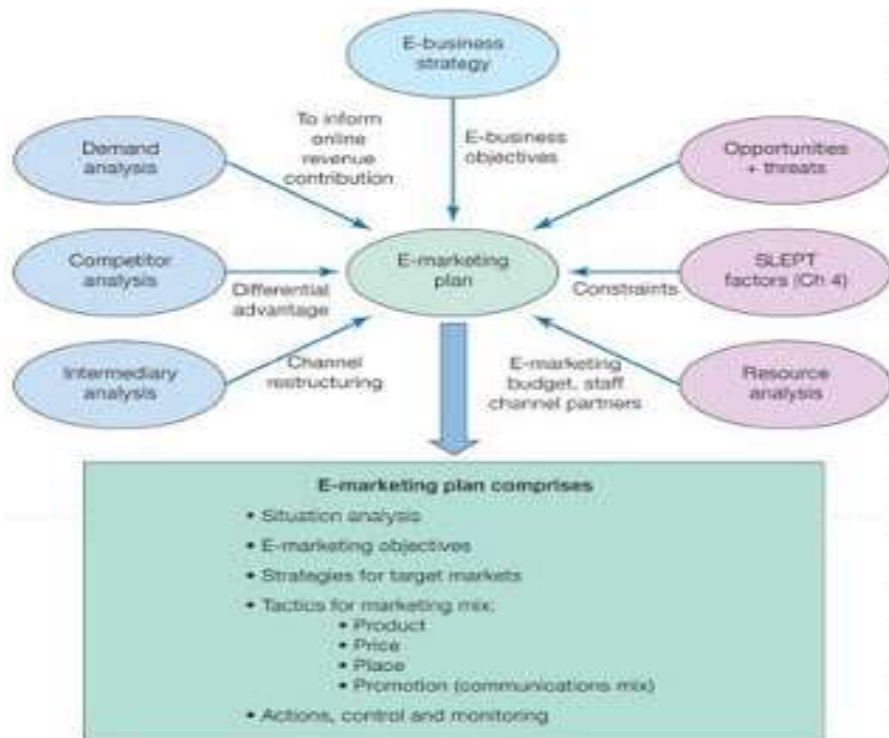 E-business
strategy
To inform
online
revenue
contribution
E-business
objectives
Demand
analysis
Opportunities
+ threats
Competitor
analysis
Differential
advantage
E-marketing
plan
Constraints
SLEPT
factors (Ch 4)
Intermediary
analysis
Channel
restructuring
E-marketing
budget, staff
channel partners
Resource
analysis
E-marketing plan comprises
• Situation analysis
• E-marketing objectives
• Strategies for target markets
• Tactics for marketing mix:
• Product
• Price
• Place
• Promotion (communications mix)
• Actions, control and monitoring